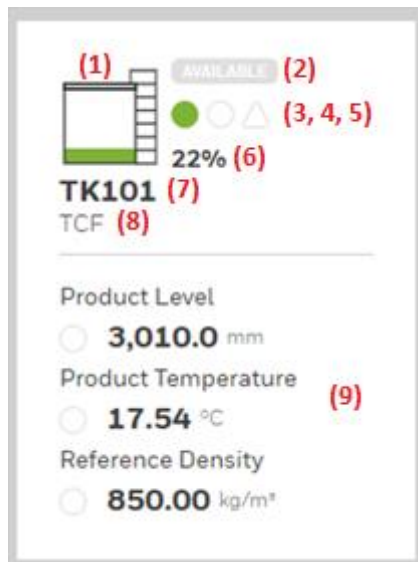 (1)
AVAILABLE (2)
(3, 4, 5)
22% (6)
TK101 (7)
TCF (8)
Product Level
3,010.0 mm
Product Temperature
(9)
17.54 °C
Reference Density
850.00 kg/m³